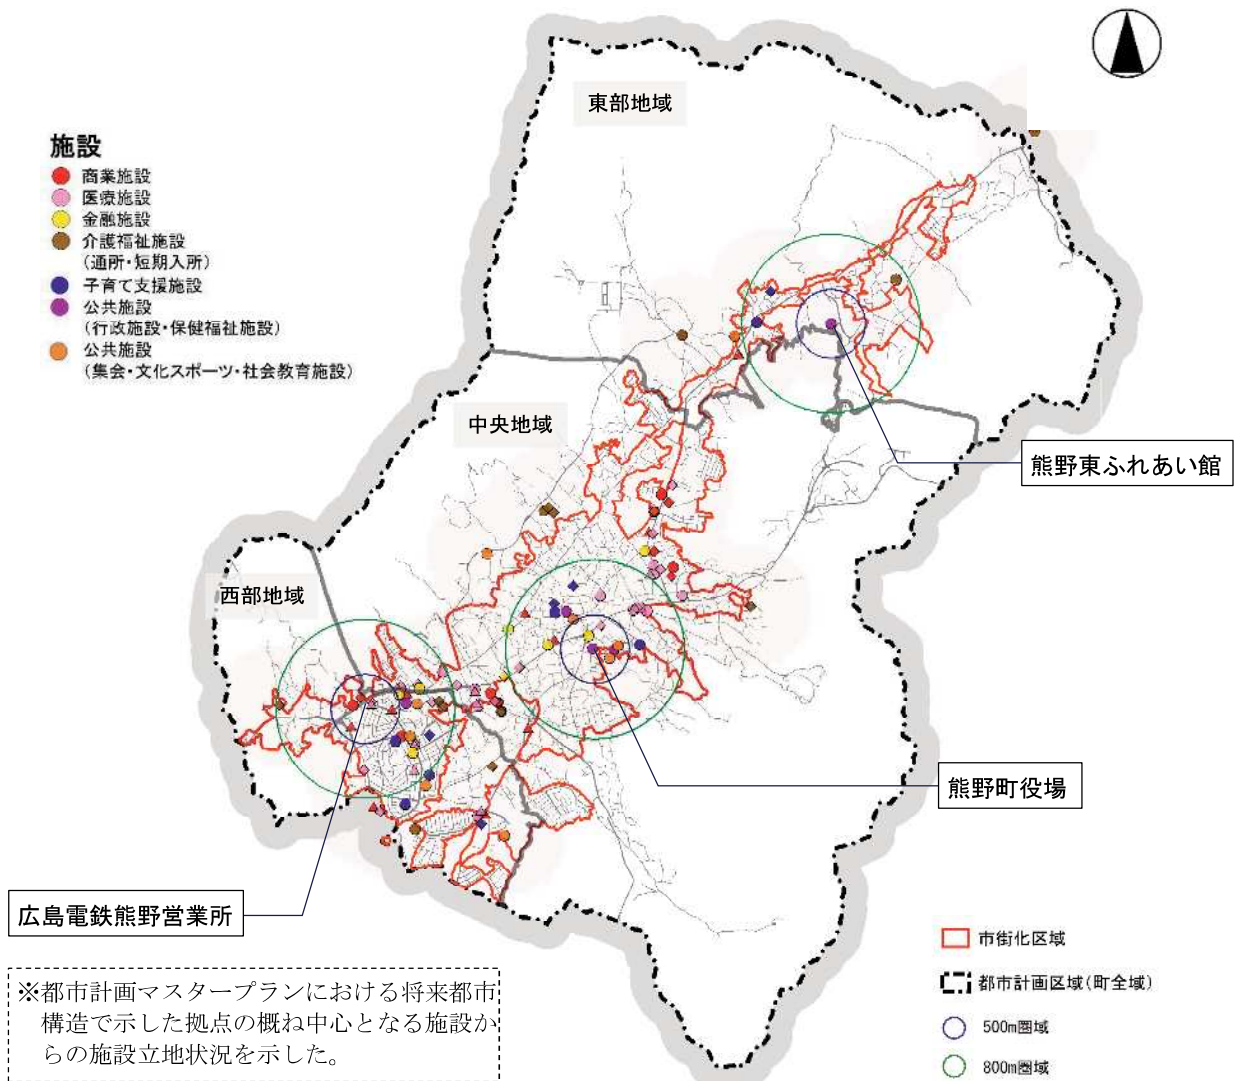 東部地域
施設
商業施設
医療施設
金融施設
介護福祉施設
(通所・短期入所)
子育て支援施設
公共施設
(行政施設・保健福祉施設)
公共施設
(集会・文化スポーツ・社会教育施設)
中央地域
熊野東ふれあい館
西部地域
熊野町役場
広島電鉄熊野営業所
市街化区域
都市計画区域(町全域)
500m圏域
800m圏域
※都市計画マスタープランにおける将来都市
構造で示した拠点の概ね中心となる施設か
らの施設立地状況を示した。